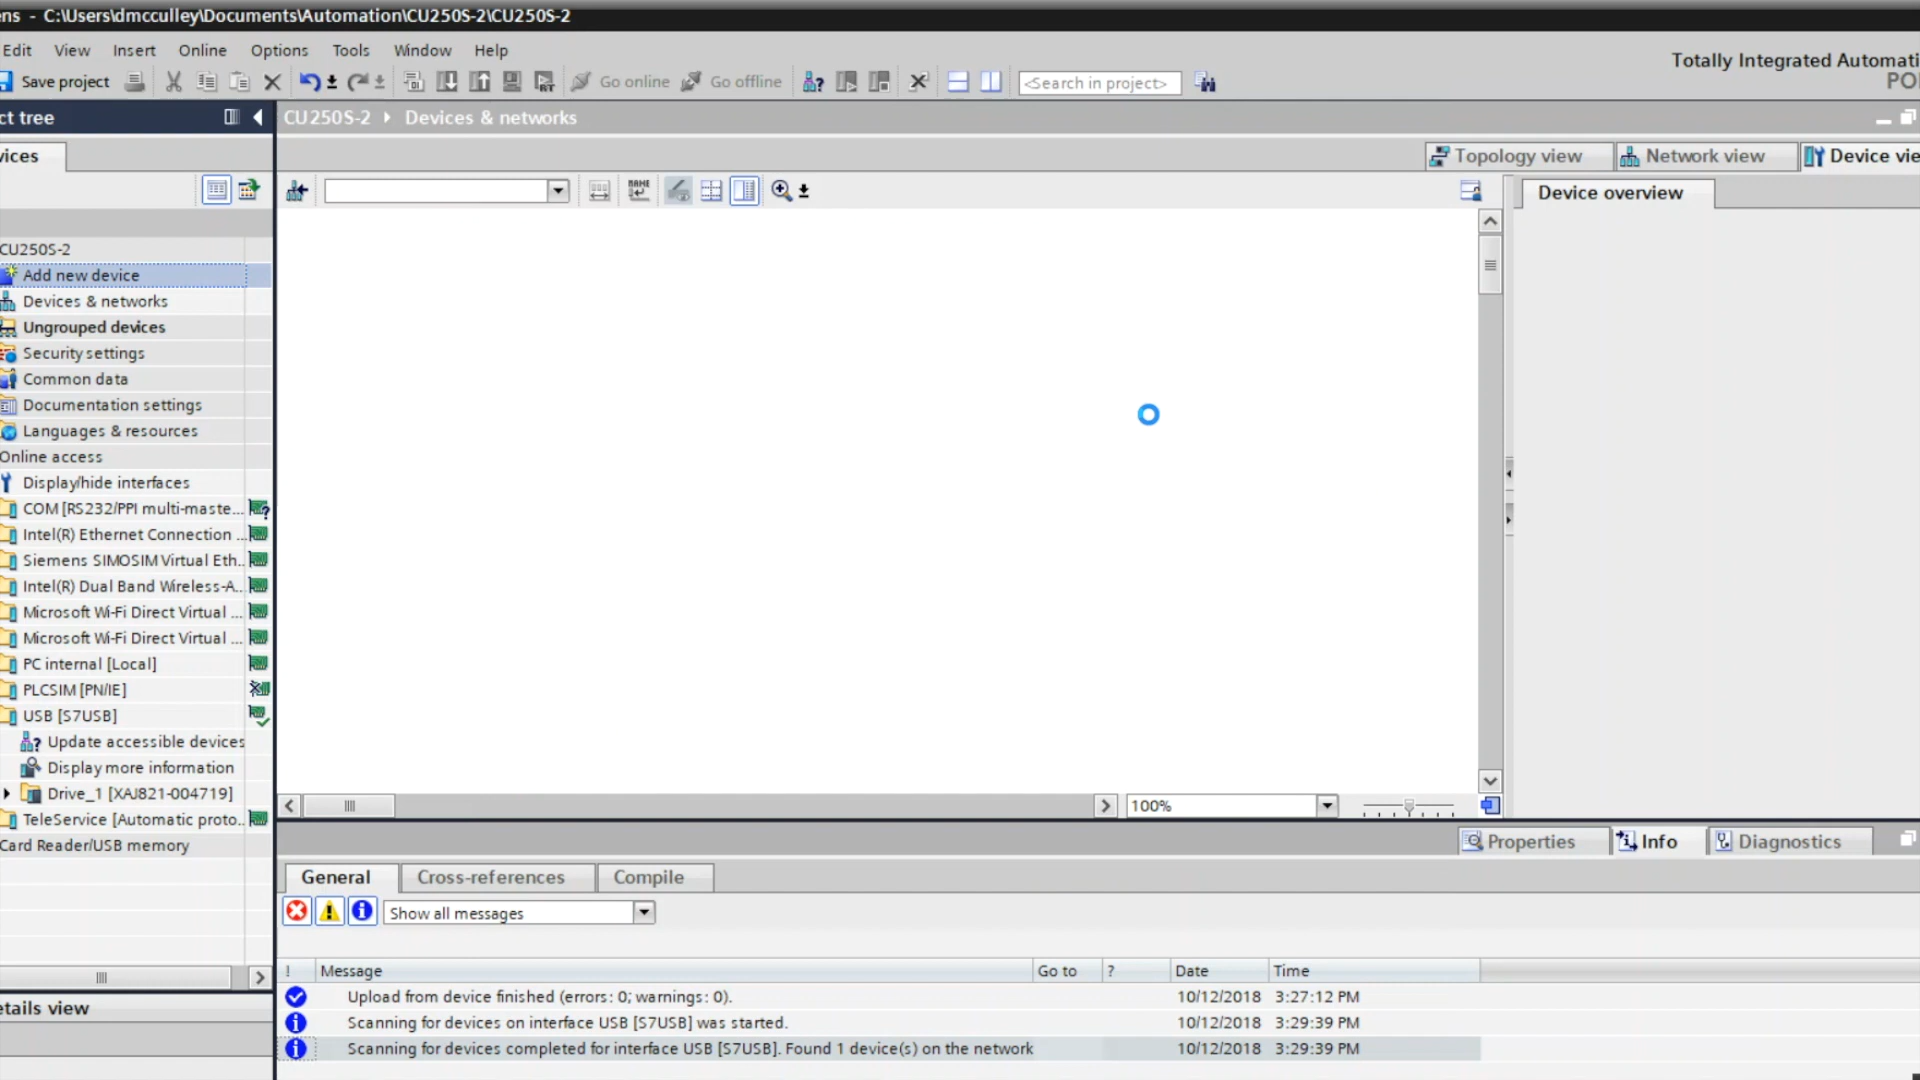 ens - C:\Users\dmcculley\Documents\Automation\CU250S-2\CU250S-2
Edit View Insert Online Options Tools Window Help
Totally Integrated Automati
PO
Save project Go online Go offline <Search in project>
ct tree
CU250S-2 Devices & networks
vices
Topology view Network view Device vie
NAME
Device overview
CU250S-2
Add new device
Devices & networks
Ungrouped devices
Security settings
Common data
Documentation settings
Languages & resources
Online access
Display/hide interfaces
COM [RS232/PPI multi-maste...
Intel(R) Ethernet Connection ...
Siemens SIMOSIM Virtual Eth..
Intel(R) Dual Band Wireless-A..
Microsoft Wi-Fi Direct Virtual ...
Microsoft Wi-Fi Direct Virtual ...
PC internal [Local]
PLCSIM [PN/IE]
USB [S7USB]
Update accessible devices
Display more information
Drive_1 [XAJ821-004719]
TeleService [Automatic proto..
Card Reader/USB memory
100%
Properties Info Diagnostics
General Cross-references Compile
Show all messages
! Message Go to ? Date Time
Upload from device finished (errors: 0; warnings: 0). 10/12/2018 3:27:12 PM
Scanning for devices on interface USB [S7USB] was started. 10/12/2018 3:29:39 PM
Scanning for devices completed for interface USB [S7USB]. Found 1 device(s) on the network 10/12/2018 3:29:39 PM
etails view